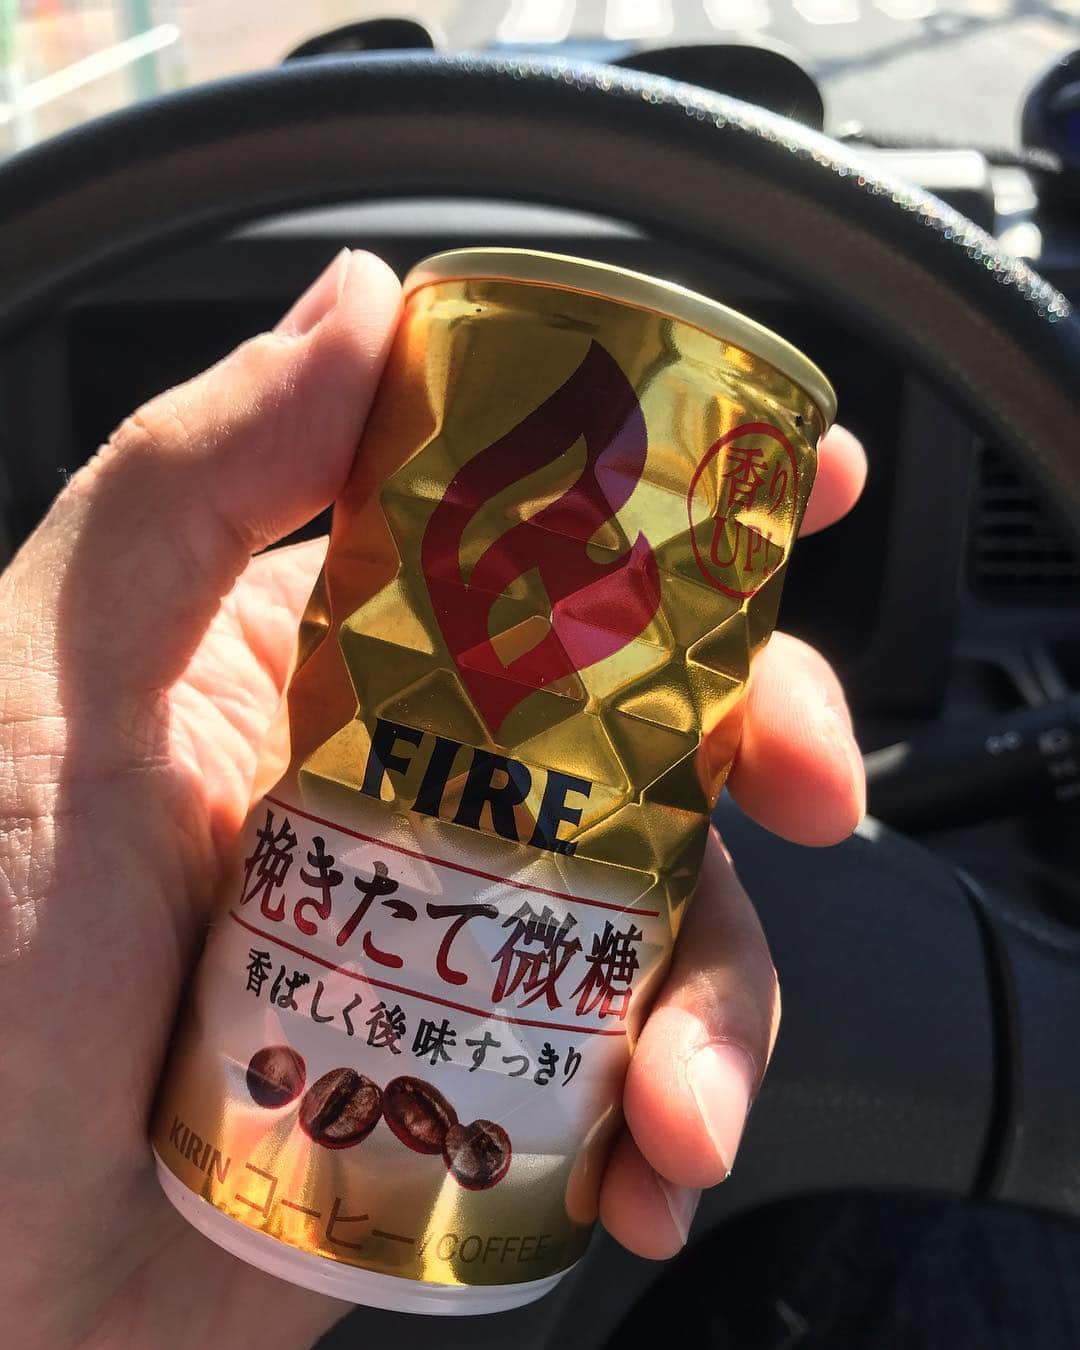 香り
UP!
FIRE
挽きたて微糖
香ばしく後味すっきり
KIRIN コーヒー/COFFEE